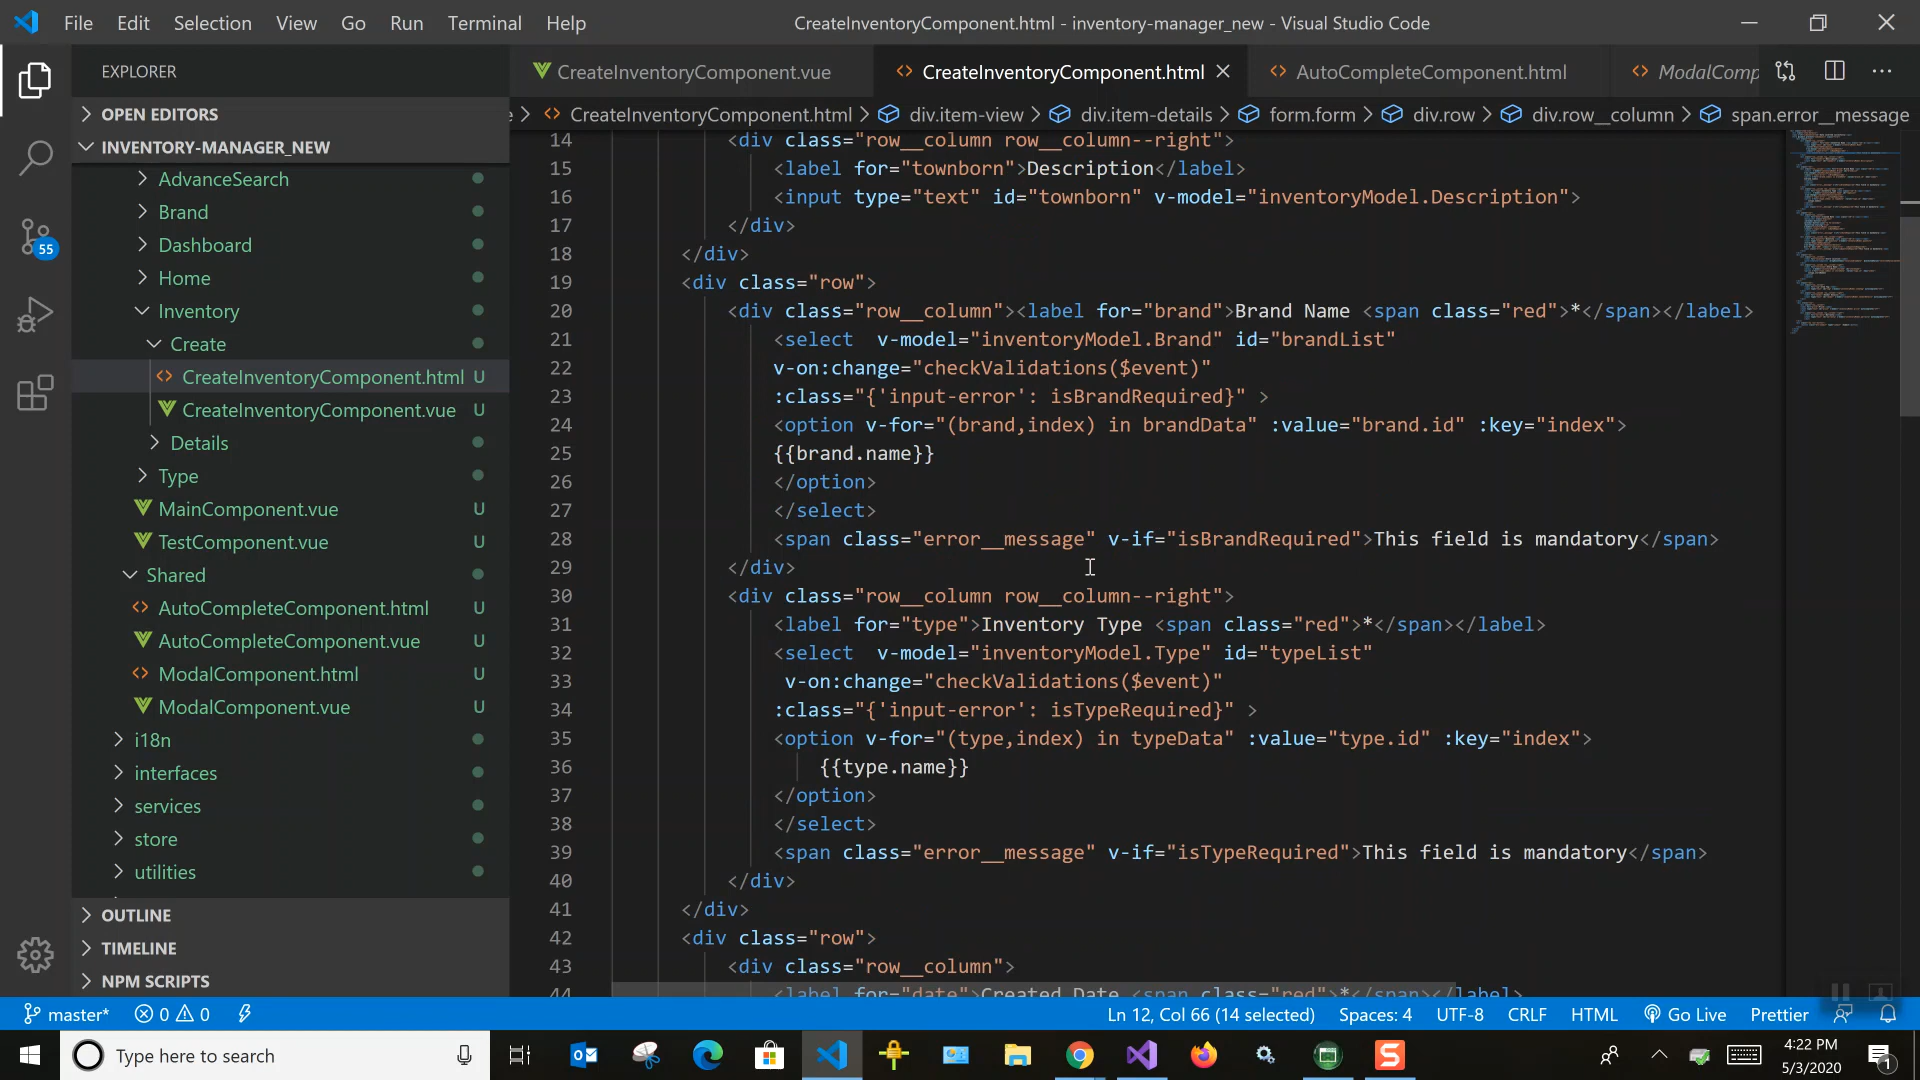 File Edit Selection View Go Run Terminal Help
CreateInventoryComponent.html - inventory-manager_new - Visual Studio Code
EXPLORER
OPEN EDITORS
INVENTORY-MANAGER_NEW
AdvanceSearch
Brand
Dashboard
Home
Inventory
Create
CreateInventoryComponent.html U
CreateInventoryComponent.vue U
Details
Type
MainComponent.vue U
TestComponent.vue U
Shared
AutoCompleteComponent.html U
AutoCompleteComponent.vue U
ModalComponent.html U
ModalComponent.vue U
i18n
interfaces
services
store
utilities
OUTLINE
TIMELINE
NPM SCRIPTS
55
CreateInventoryComponent.vue CreateInventoryComponent.html AutoCompleteComponent.html ModalComp
e > CreateInventoryComponent.html > div.item-view > div.item-details > form.form > div.row > div.row__column > span.error__message
14 <div class="row__column row__column--right">
15 <label for="townborn">Description</label>
16 <input type="text" id="townborn" v-model="inventoryModel.Description">
17 </div>
18 </div>
19 <div class="row">
20 <div class="row__column"><label for="brand">Brand Name <span class="red">*</span></label>
21 <select  v-model="inventoryModel.Brand" id="brandList"
22 v-on:change="checkValidations($event)"
23 :class="{'input-error': isBrandRequired}" >
24 <option v-for="(brand,index) in brandData" :value="brand.id" :key="index">
25 {{brand.name}}
26 </option>
27 </select>
28 <span class="error__message" v-if="isBrandRequired">This field is mandatory</span>
29 </div>
30 <div class="row__column row__column--right">
31 <label for="type">Inventory Type <span class="red">*</span></label>
32 <select  v-model="inventoryModel.Type" id="typeList"
33 v-on:change="checkValidations($event)"
34 :class="{'input-error': isTypeRequired}" >
35 <option v-for="(type,index) in typeData" :value="type.id" :key="index">
36 {{type.name}}
37 </option>
38 </select>
39 <span class="error__message" v-if="isTypeRequired">This field is mandatory</span>
40 </div>
41 </div>
42 <div class="row">
43 <div class="row__column">
44 <label for="date">Created Date <span class="red">*</span></label>
master* 0 0 Ln 12, Col 66 (14 selected) Spaces: 4 UTF-8 CRLF HTML Go Live Prettier
Type here to search
4:22 PM
5/3/2020
1